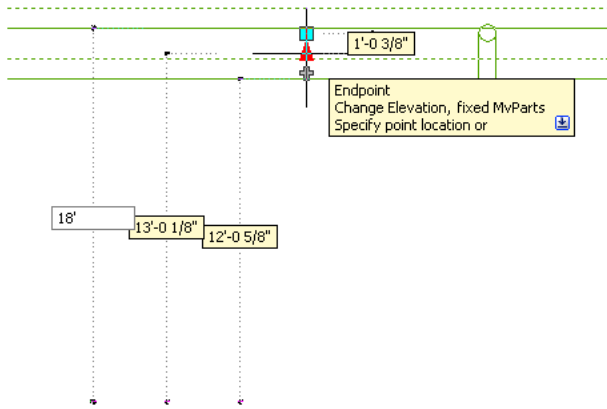 1'-0 3/8"
Endpoint
Change Elevation, fixed MvParts
Specify point location or
18'
13'-0 1/8"
12'-0 5/8"